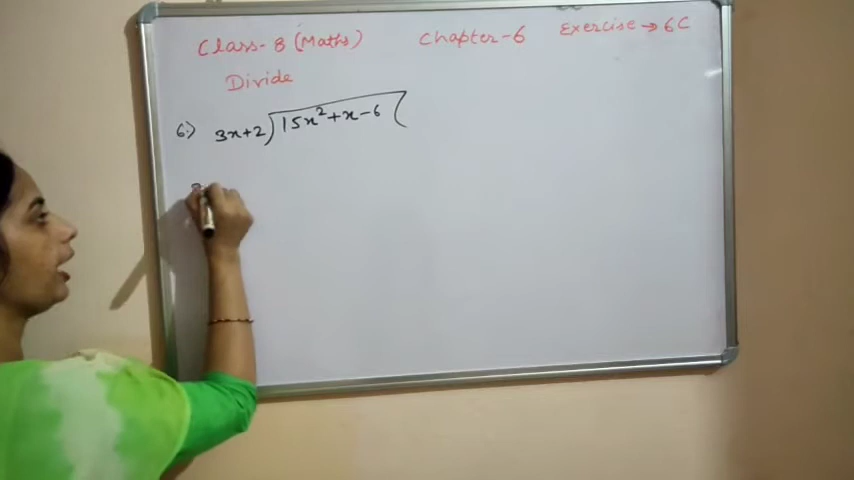 Class-8 (Maths) Chapter-6 Exercise → 6C
Divide
6:) 3x+2)15x²+x-6(